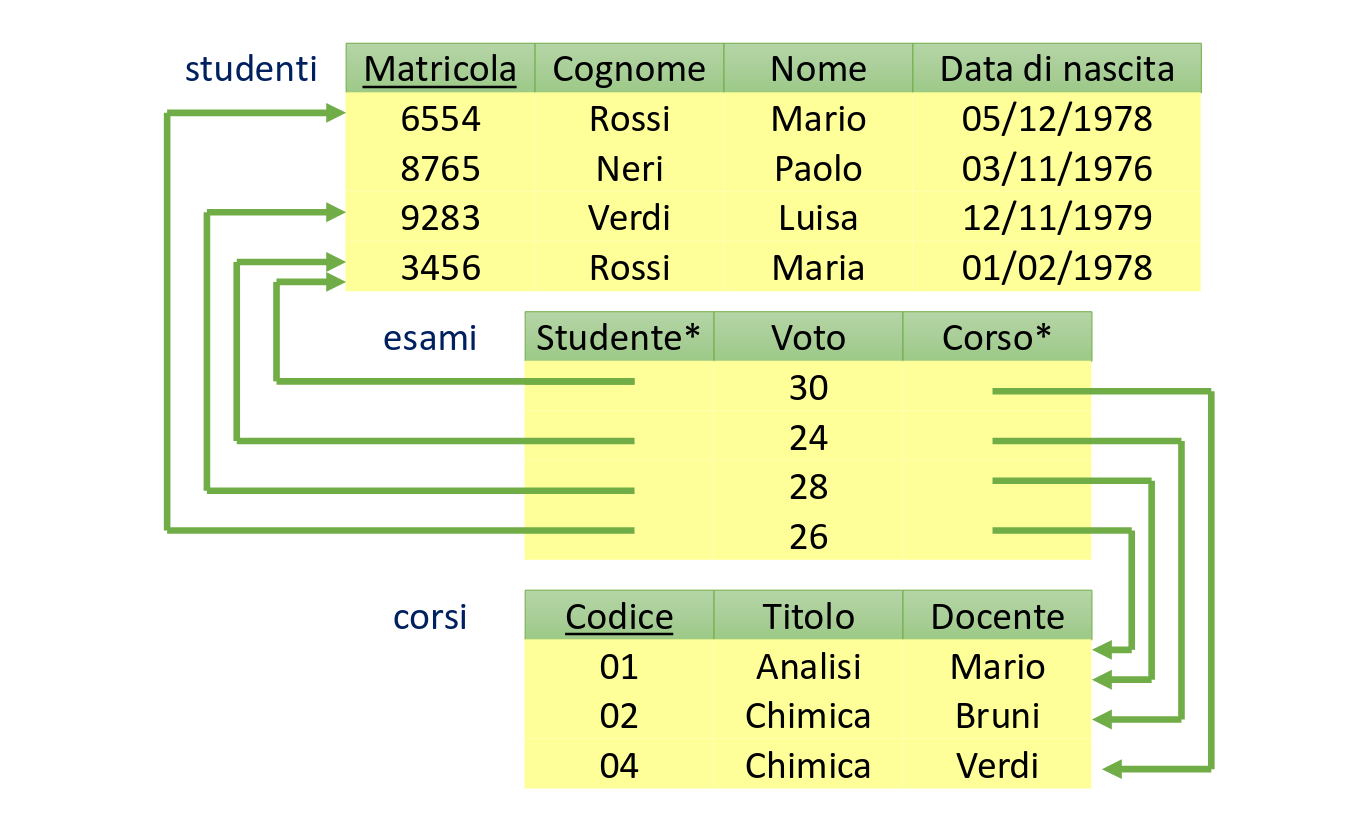 studenti Matricola Cognome Nome Data di nascita
6554 Rossi Mario 05/12/1978
8765 Neri Paolo 03/11/1976
9283 Verdi Luisa 12/11/1979
3456 Rossi Maria 01/02/1978
esami Studente* Voto Corso*
30
24
28
26
corsi Codice Titolo Docente
01 Analisi Mario
02 Chimica Bruni
04 Chimica Verdi